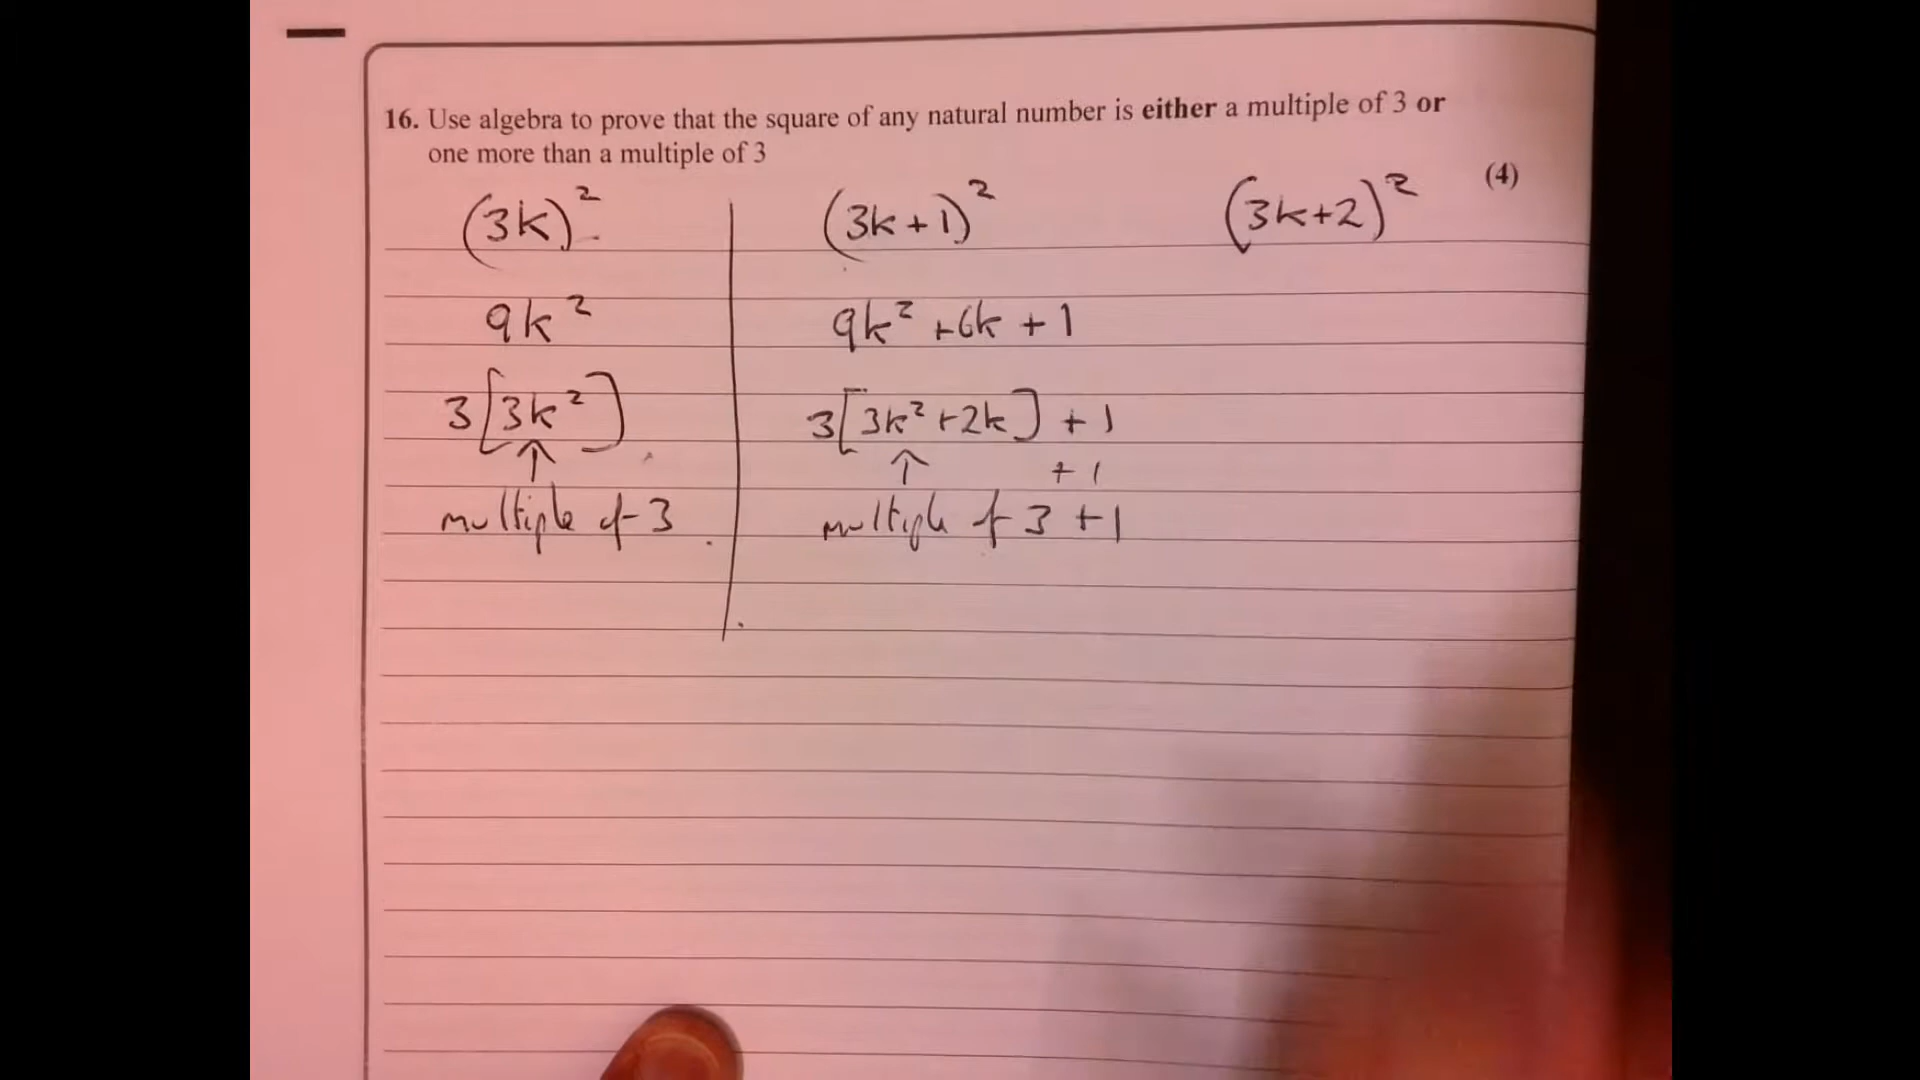 16. Use algebra to prove that the square of any natural number is either a multiple of 3 or
one more than a multiple of 3
(4)
(3k)²
9k²
3[3k²]
↑
multiple of 3
(3k+1)²
9k² +6k + 1
3[3k²+2k] + 1
↑ + 1
multiple of 3 +1
(3k+2)²